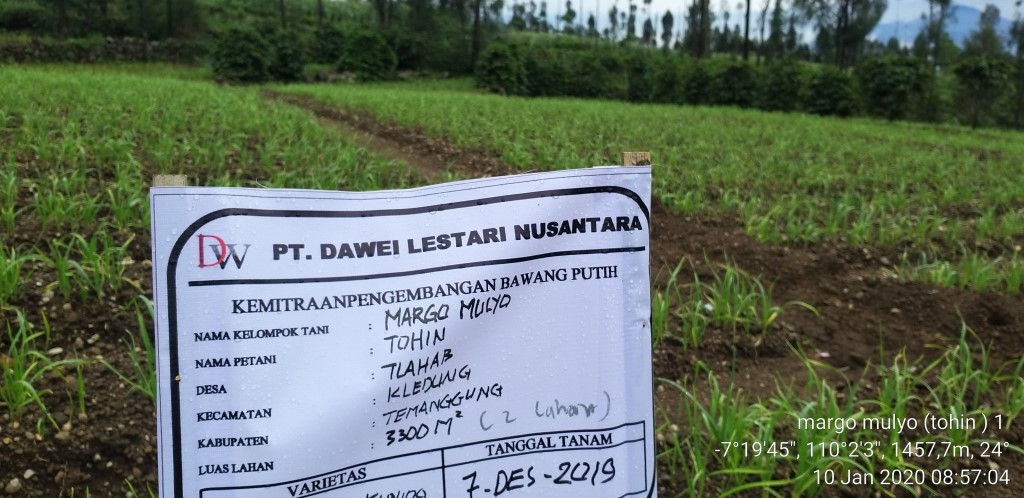 DW PT. DAWEI LESTARI NUSANTARA
KEMITRAANPENGEMBANGAN BAWANG PUTIH
NAMA KELOMPOK TANI : MARGO MULYO
NAMA PETANI : TOHIN
DESA : TLAHAB
KECAMATAN : KLEDUNG
KABUPATEN : TEMANGGUNG
LUAS LAHAN : 3300 M² (2 Lahan)
VARIETAS TANGGAL TANAM
7-DES-2019
margo mulyo (tohin ) 1
-7°19'45", 110°2'3", 1457,7m, 24°
10 Jan 2020 08:57:04